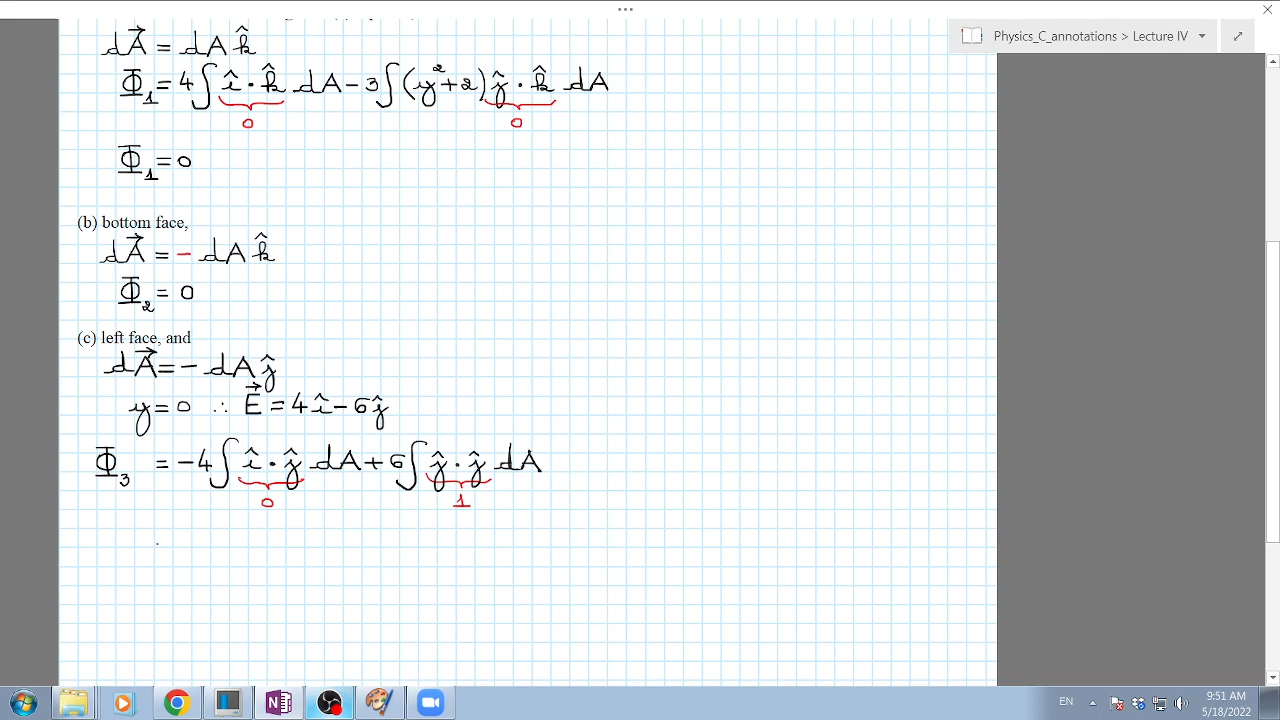 Physics_C_annotations > Lecture IV
dA⃗ = dA k̂
Φ₁ = 4∫ î · k̂ dA − 3∫(y² + 2) ĵ · k̂ dA
0 0
Φ₁ = 0
(b) bottom face,
dA⃗ = − dA k̂
Φ₂ = 0
(c) left face, and
dA⃗ = − dA ĵ
y = 0 ∴ E⃗ = 4 î − 6 ĵ
Φ₃ = −4∫ î · ĵ dA + 6∫ ĵ · ĵ dA
0 1
EN
9:51 AM
5/18/2022